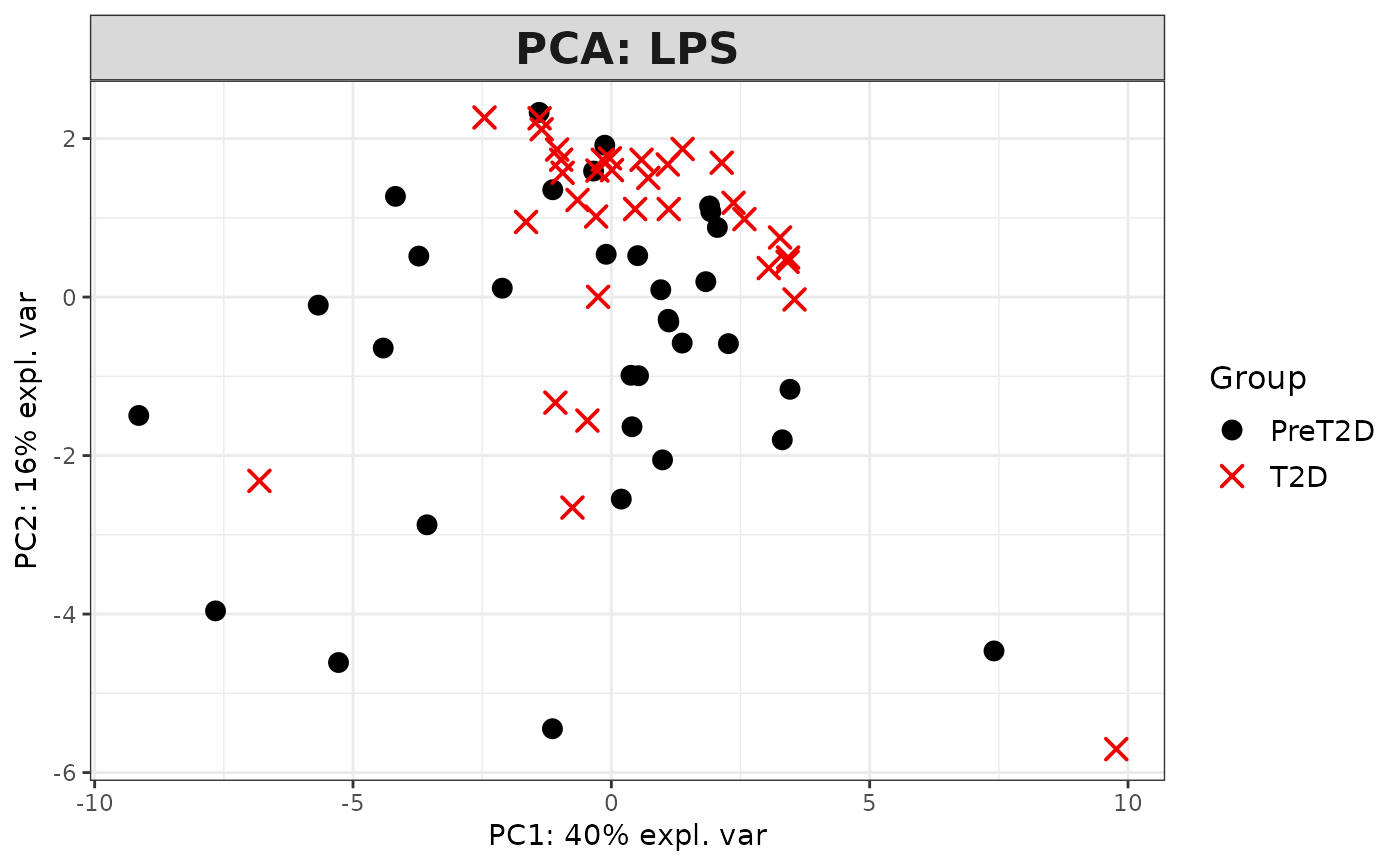 PCA: LPS
PC2: 16% expl. var
2
0
-2
-4
-6
-10
-5
0
5
10
PC1: 40% expl. var
Group
PreT2D
T2D